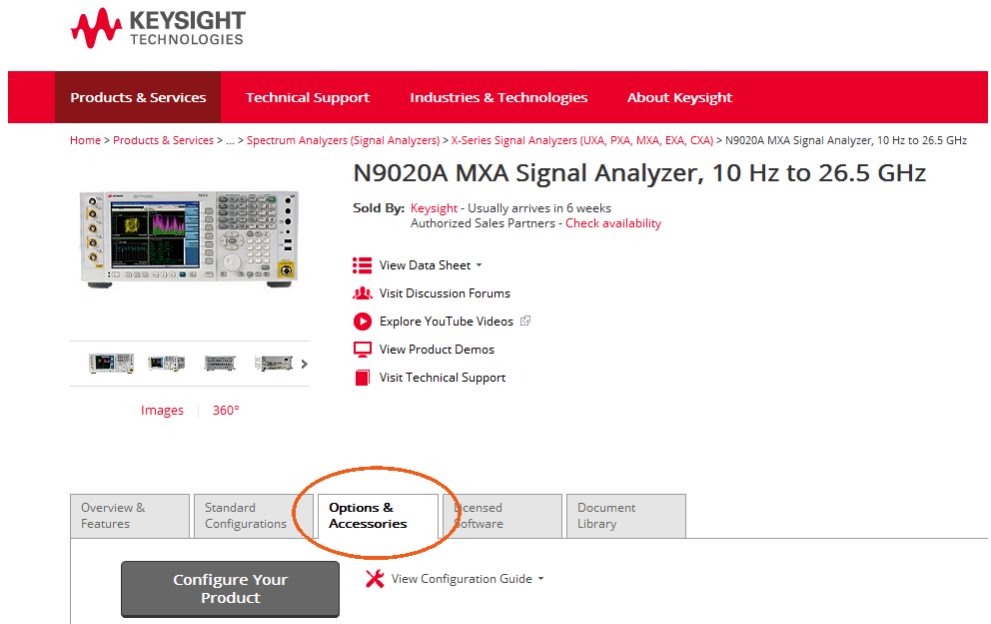 KEYSIGHT
TECHNOLOGIES
Products & Services Technical Support Industries & Technologies About Keysight
Home > Products & Services > ... > Spectrum Analyzers (Signal Analyzers) > X-Series Signal Analyzers (UXA, PXA, MXA, EXA, CXA) > N9020A MXA Signal Analyzer, 10 Hz to 26.5 GHz
N9020A MXA Signal Analyzer, 10 Hz to 26.5 GHz
Sold By: Keysight - Usually arrives in 6 weeks
Authorized Sales Partners - Check availability
View Data Sheet
Visit Discussion Forums
Explore YouTube Videos
View Product Demos
Visit Technical Support
Images | 360°
Overview &
Features
Standard
Configurations
Options &
Accessories
Licensed
Software
Document
Library
Configure Your
Product
View Configuration Guide